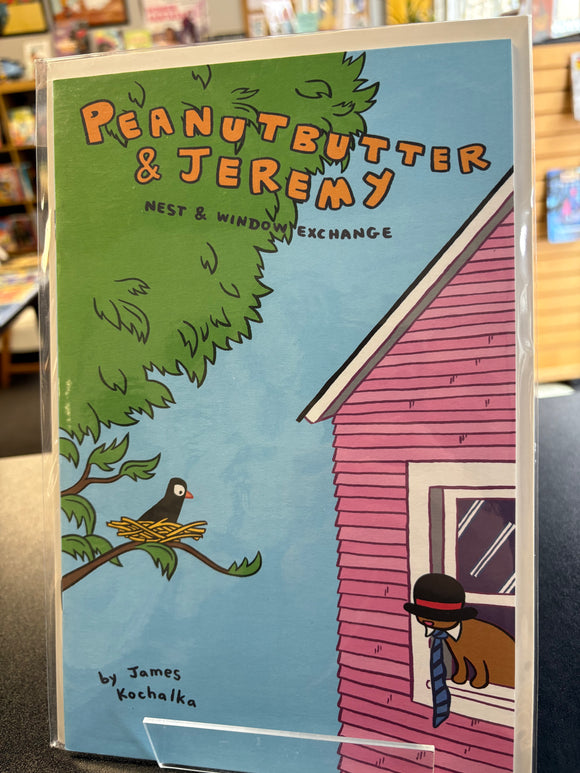 PEANUTBUTTER
& JEREMY
NEST & WINDOW EXCHANGE
by James
Kochalka